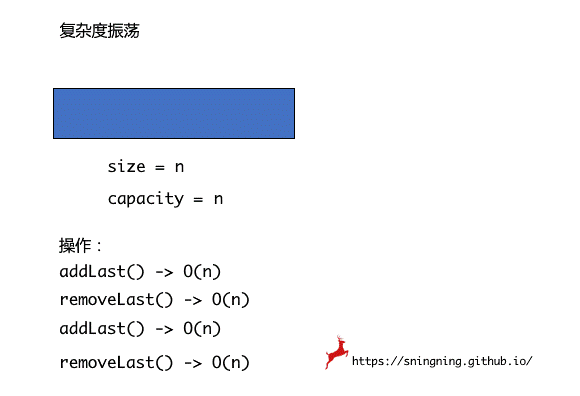 复杂度振荡
size = n
capacity = n
操作：
addLast() -> O(n)
removeLast() -> O(n)
addLast() -> O(n)
removeLast() -> O(n)
https://sningning.github.io/